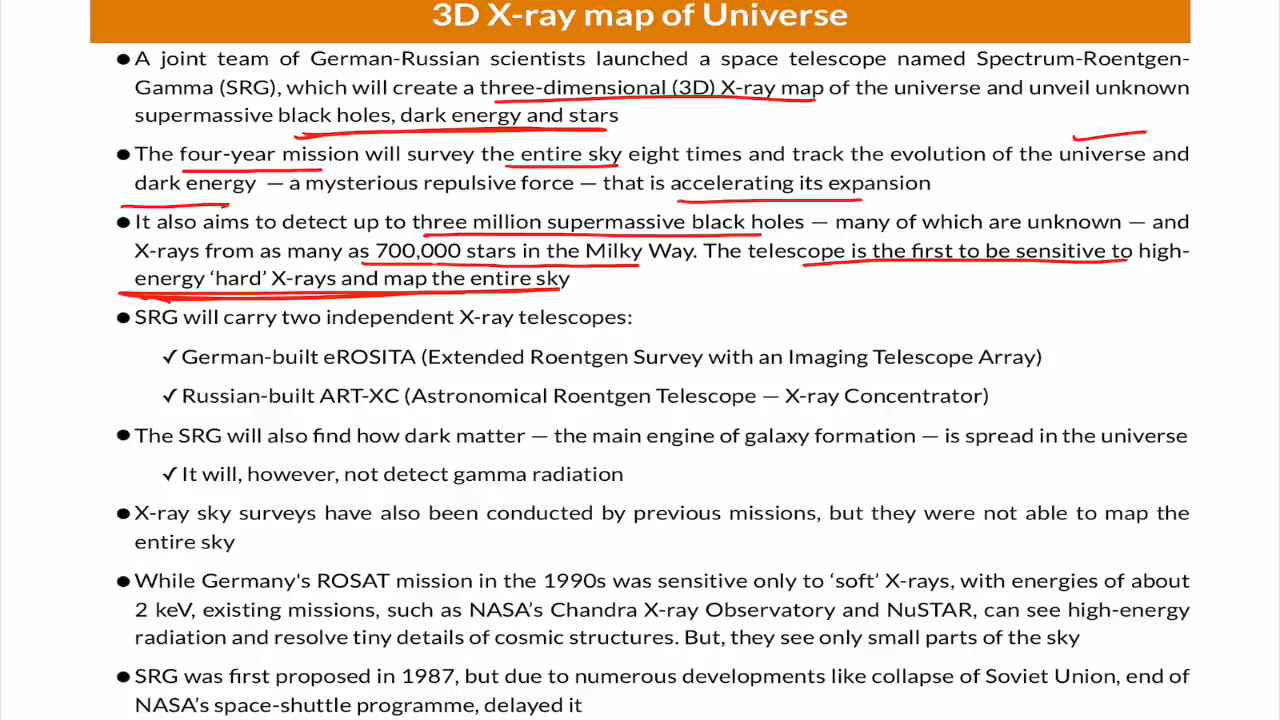 3D X-ray map of Universe
● A joint team of German-Russian scientists launched a space telescope named Spectrum-Roentgen-
Gamma (SRG), which will create a three-dimensional (3D) X-ray map of the universe and unveil unknown
supermassive black holes, dark energy and stars
● The four-year mission will survey the entire sky eight times and track the evolution of the universe and
dark energy — a mysterious repulsive force — that is accelerating its expansion
● It also aims to detect up to three million supermassive black holes — many of which are unknown — and
X-rays from as many as 700,000 stars in the Milky Way. The telescope is the first to be sensitive to high-
energy ‘hard’ X-rays and map the entire sky
● SRG will carry two independent X-ray telescopes:
✓ German-built eROSITA (Extended Roentgen Survey with an Imaging Telescope Array)
✓ Russian-built ART-XC (Astronomical Roentgen Telescope — X-ray Concentrator)
● The SRG will also find how dark matter — the main engine of galaxy formation — is spread in the universe
✓ It will, however, not detect gamma radiation
● X-ray sky surveys have also been conducted by previous missions, but they were not able to map the
entire sky
● While Germany's ROSAT mission in the 1990s was sensitive only to ‘soft’ X-rays, with energies of about
2 keV, existing missions, such as NASA’s Chandra X-ray Observatory and NuSTAR, can see high-energy
radiation and resolve tiny details of cosmic structures. But, they see only small parts of the sky
● SRG was first proposed in 1987, but due to numerous developments like collapse of Soviet Union, end of
NASA’s space-shuttle programme, delayed it